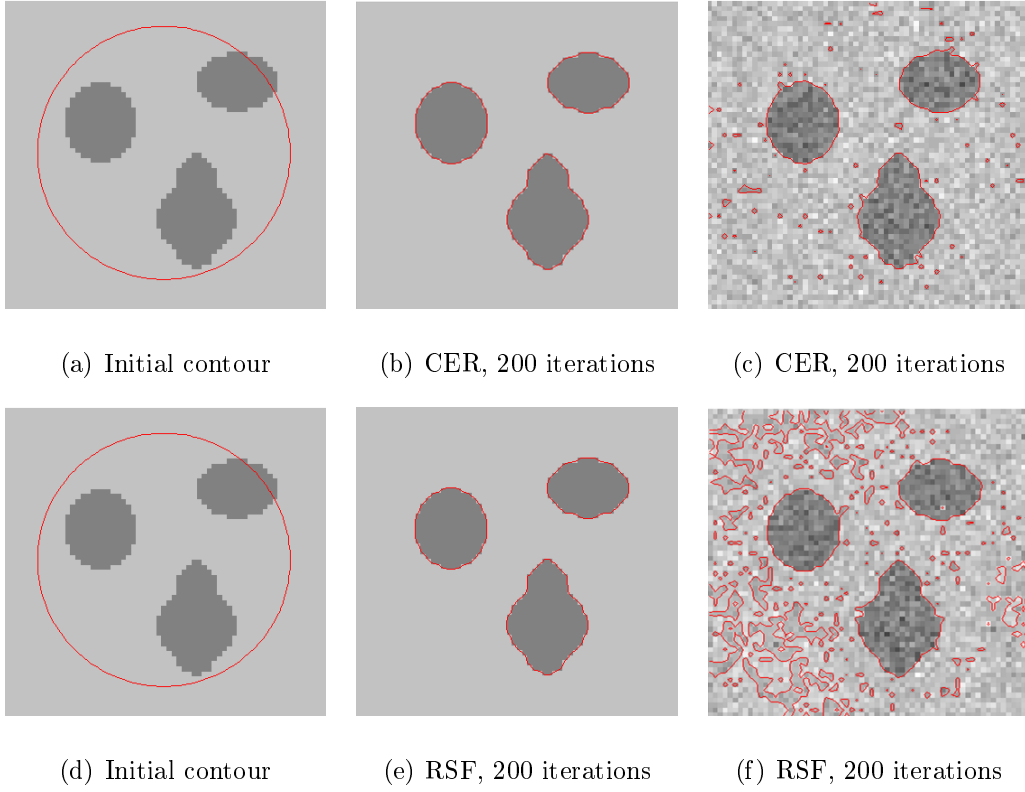 (a) Initial contour
(b) CER, 200 iterations
(c) CER, 200 iterations
(d) Initial contour
(e) RSF, 200 iterations
(f) RSF, 200 iterations